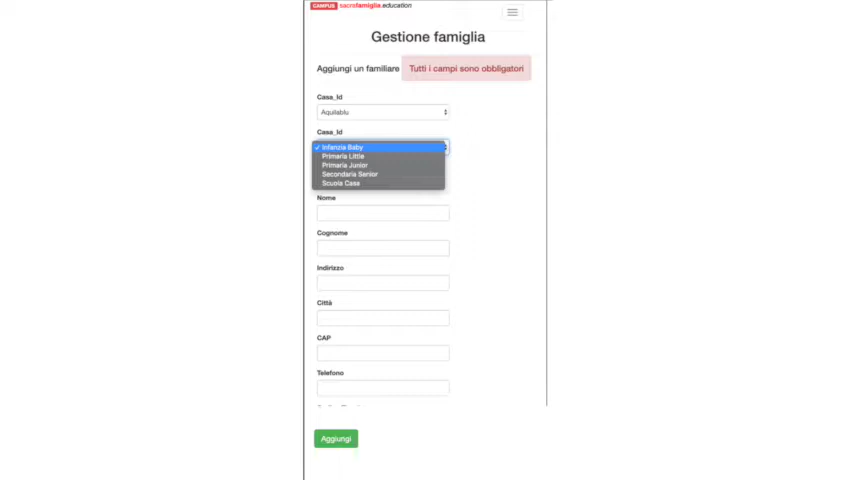 CAMPUS sacrafamiglia.education
Gestione famiglia
Aggiungi un familiare Tutti i campi sono obbligatori
Casa_Id
Aquilablu
Casa_Id
✓ Infanzia Baby
Primaria Little
Primaria Junior
Secondaria Senior
Scuola Casa
Nome
Cognome
Indirizzo
Città
CAP
Telefono
Aggiungi